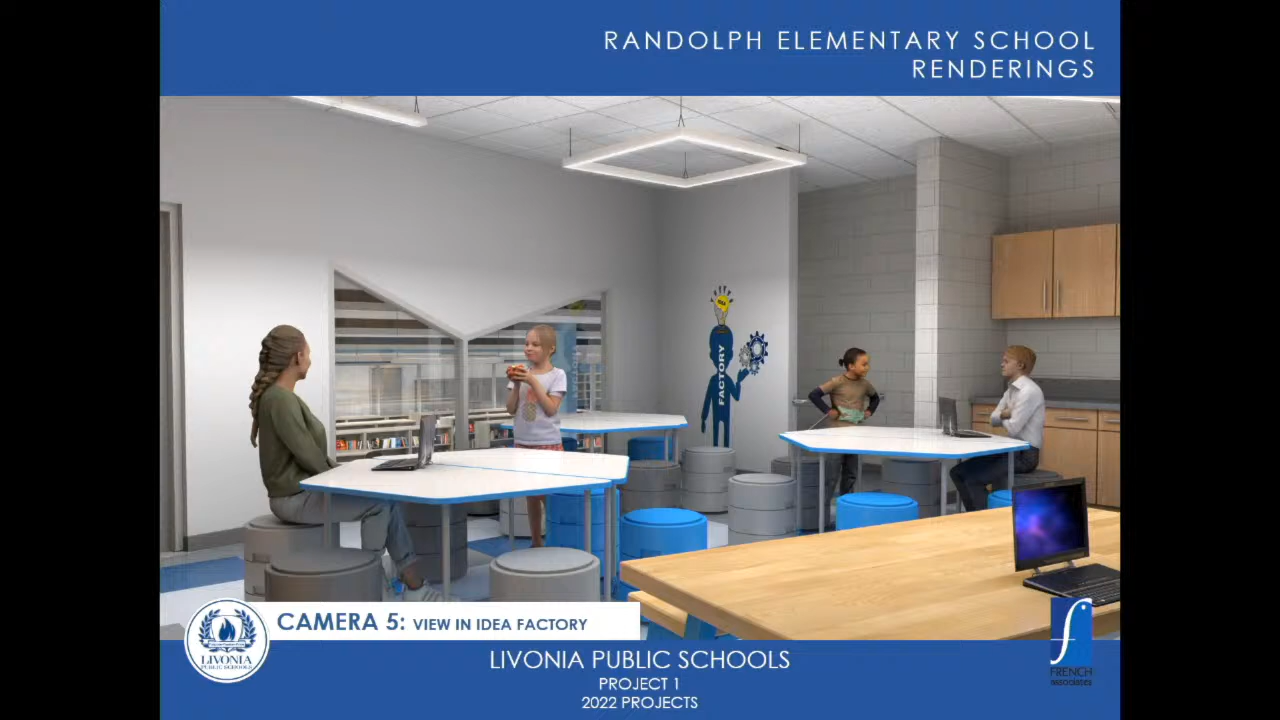 RANDOLPH ELEMENTARY SCHOOL
RENDERINGS
FACTORY
CAMERA 5: VIEW IN IDEA FACTORY
LIVONIA
PUBLIC SCHOOLS
LIVONIA PUBLIC SCHOOLS
PROJECT 1
2022 PROJECTS
f
FRENCH
associates